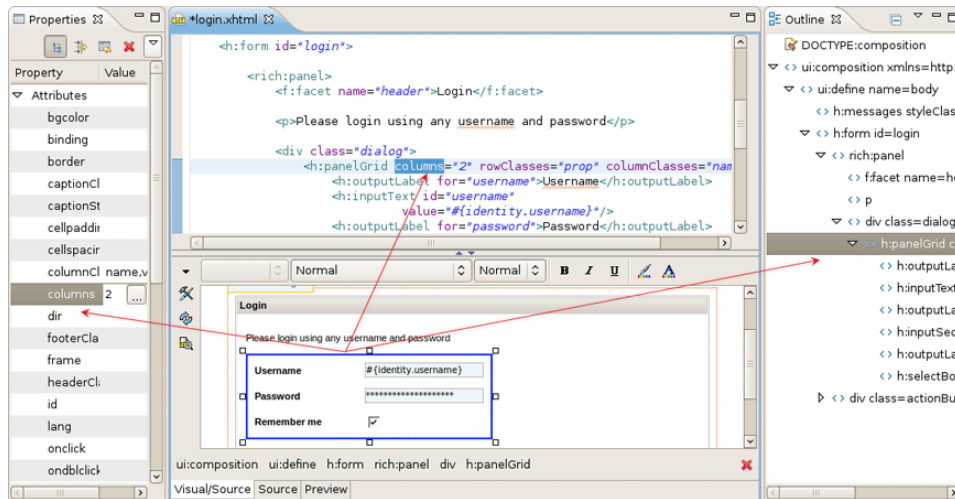 Properties
Property Value
Attributes
bgcolor
binding
border
captionCl
captionSt
cellpaddir
cellspacir
columnCl name,v
columns 2 ...
dir
footerCla
frame
headerCl
id
lang
onclick
ondblclick
*login.xhtml
<h:form id="login">
<rich:panel>
<f:facet name="header">Login</f:facet>
<p>Please login using any username and password</p>
<div class="dialog">
<h:panelGrid columns="2" rowClasses="prop" columnClasses="nam
<h:outputLabel for="username">Username</h:outputLabel>
<h:inputText id="username"
value="#{identity.username}"/>
<h:outputLabel for="password">Password</h:outputLabel>
Normal Normal B I U A
Login
Please login using any username and password
Username #{identity.username}
Password ********************
Remember me
ui:composition ui:define h:form rich:panel div h:panelGrid
Visual/Source Source Preview
Outline
DOCTYPE:composition
ui:composition xmlns=http:
ui:define name=body
h:messages styleClas
h:form id=login
rich:panel
f:facet name=he
p
div class=dialog
h:panelGrid c
h:outputLa
h:inputText
h:outputLa
h:inputSec
h:outputLa
h:selectBo
div class=actionBu